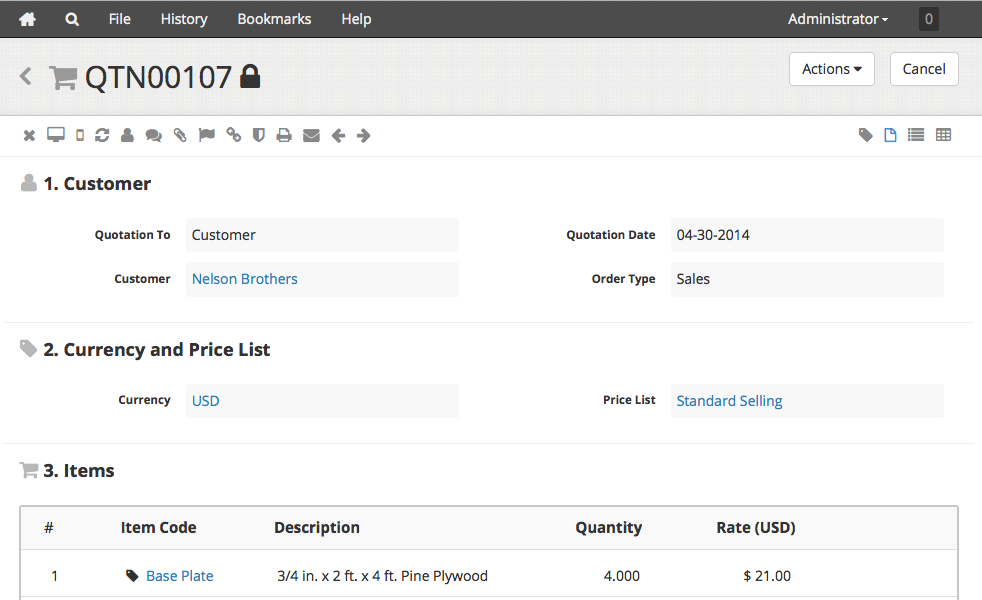 File History Bookmarks Help Administrator 0
QTN00107 Actions Cancel
1. Customer
Quotation To Customer Quotation Date 04-30-2014
Customer Nelson Brothers Order Type Sales
2. Currency and Price List
Currency USD Price List Standard Selling
3. Items
# Item Code Description Quantity Rate (USD)
1 Base Plate 3/4 in. x 2 ft. x 4 ft. Pine Plywood 4.000 $ 21.00